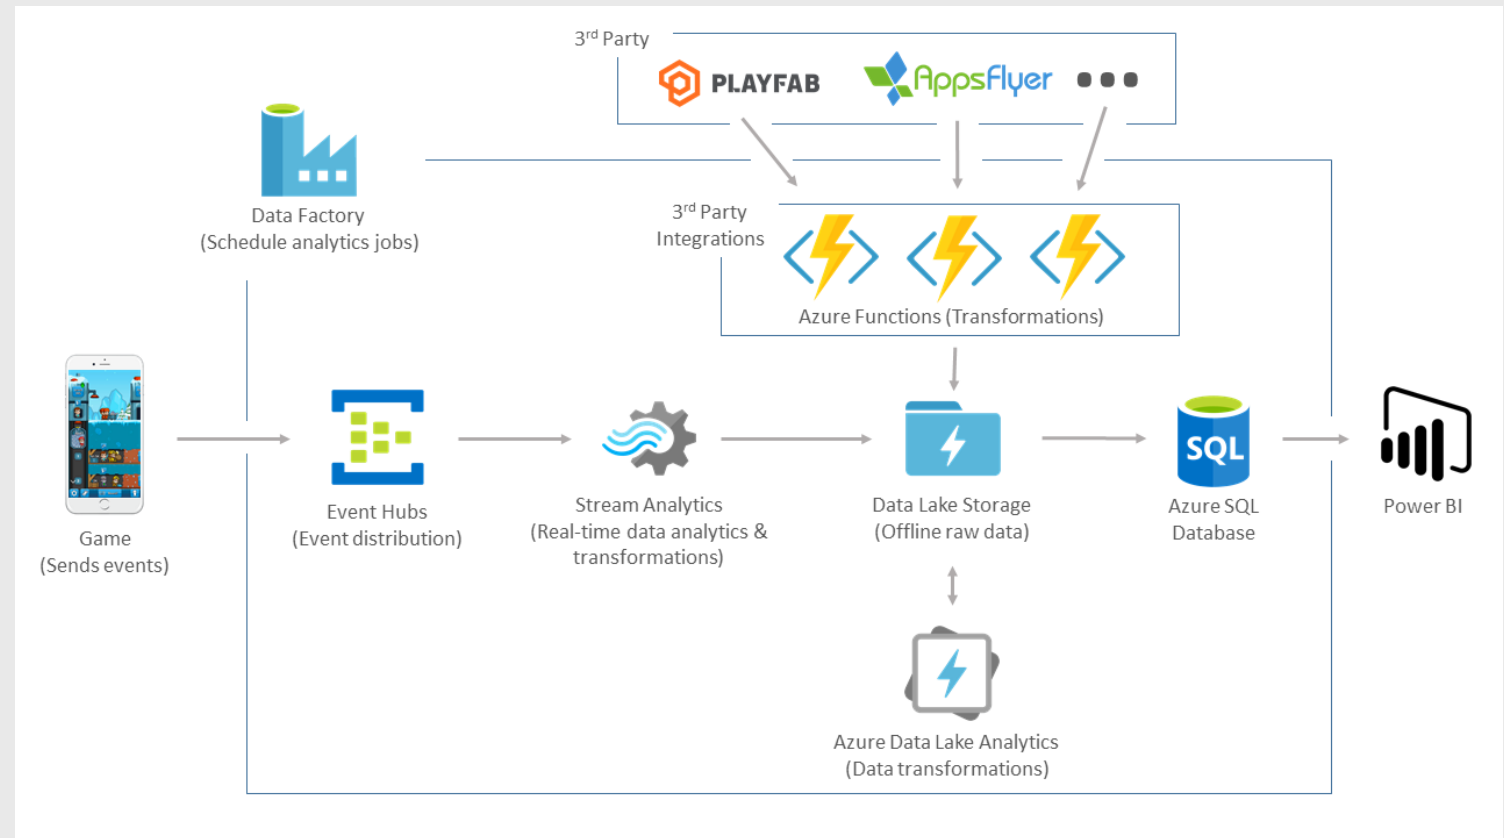 3rd Party
PLAYFAB
AppsFlyer
Data Factory
(Schedule analytics jobs)
3rd Party
Integrations
Azure Functions (Transformations)
Game
(Sends events)
Event Hubs
(Event distribution)
Stream Analytics
(Real-time data analytics &
transformations)
Data Lake Storage
(Offline raw data)
SQL
Azure SQL
Database
Power BI
Azure Data Lake Analytics
(Data transformations)